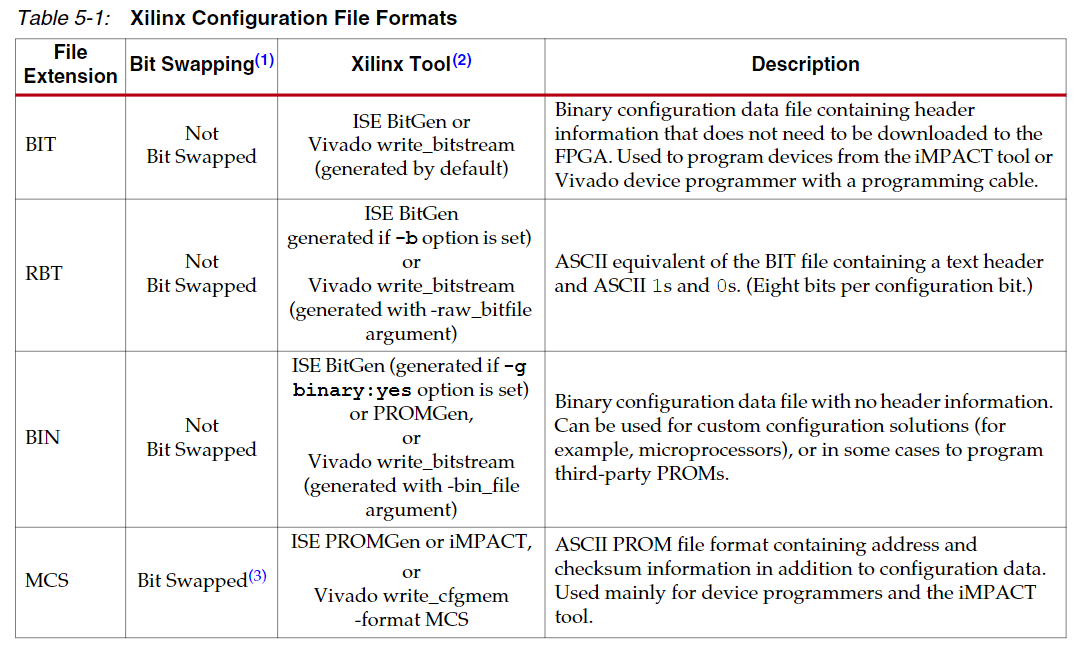 Table 5-1: Xilinx Configuration File Formats
File Extension
Bit Swapping(1)
Xilinx Tool(2)
Description
BIT
Not
Bit Swapped
ISE BitGen or
Vivado write_bitstream
(generated by default)
Binary configuration data file containing header
information that does not need to be downloaded to the
FPGA. Used to program devices from the iMPACT tool or
Vivado device programmer with a programming cable.
RBT
Not
Bit Swapped
ISE BitGen
generated if -b option is set)
or
Vivado write_bitstream
(generated with -raw_bitfile
argument)
ASCII equivalent of the BIT file containing a text header
and ASCII 1s and 0s. (Eight bits per configuration bit.)
BIN
Not
Bit Swapped
ISE BitGen (generated if -g
binary:yes option is set)
or PROMGen,
or
Vivado write_bitstream
(generated with -bin_file
argument)
Binary configuration data file with no header information.
Can be used for custom configuration solutions (for
example, microprocessors), or in some cases to program
third-party PROMs.
MCS
Bit Swapped(3)
ISE PROMGen or iMPACT,
or
Vivado write_cfgmem
-format MCS
ASCII PROM file format containing address and
checksum information in addition to configuration data.
Used mainly for device programmers and the iMPACT
tool.